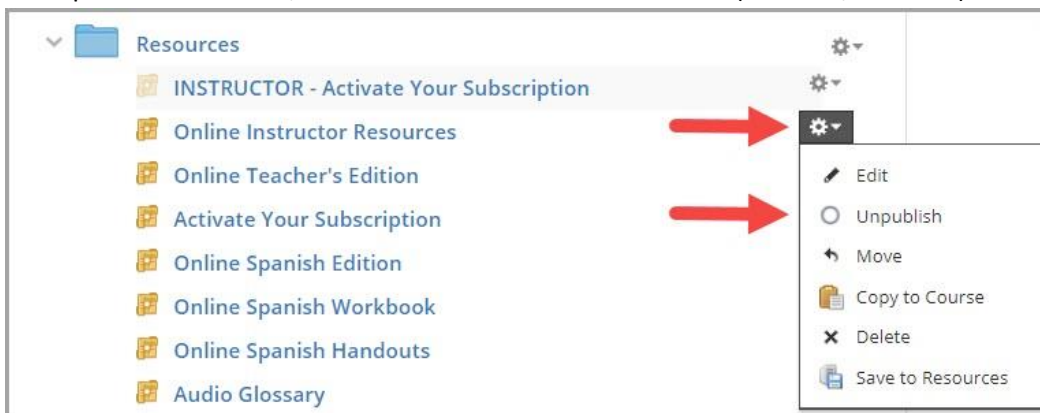 Resources
INSTRUCTOR - Activate Your Subscription
Online Instructor Resources
Online Teacher's Edition
Activate Your Subscription
Online Spanish Edition
Online Spanish Workbook
Online Spanish Handouts
Audio Glossary
Edit
Unpublish
Move
Copy to Course
Delete
Save to Resources